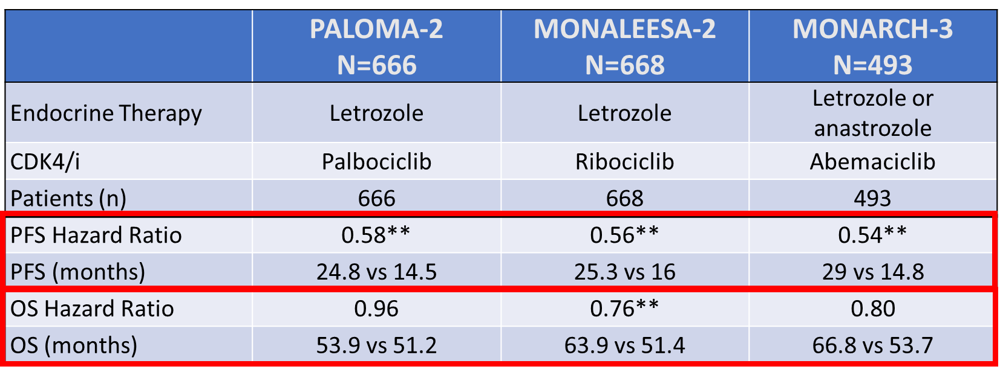 PALOMA-2 MONALEESA-2 MONARCH-3
N=666 N=668 N=493
Endocrine Therapy Letrozole Letrozole Letrozole or
anastrozole
CDK4/i Palbociclib Ribociclib Abemaciclib
Patients (n) 666 668 493
PFS Hazard Ratio 0.58** 0.56** 0.54**
PFS (months) 24.8 vs 14.5 25.3 vs 16 29 vs 14.8
OS Hazard Ratio 0.96 0.76** 0.80
OS (months) 53.9 vs 51.2 63.9 vs 51.4 66.8 vs 53.7